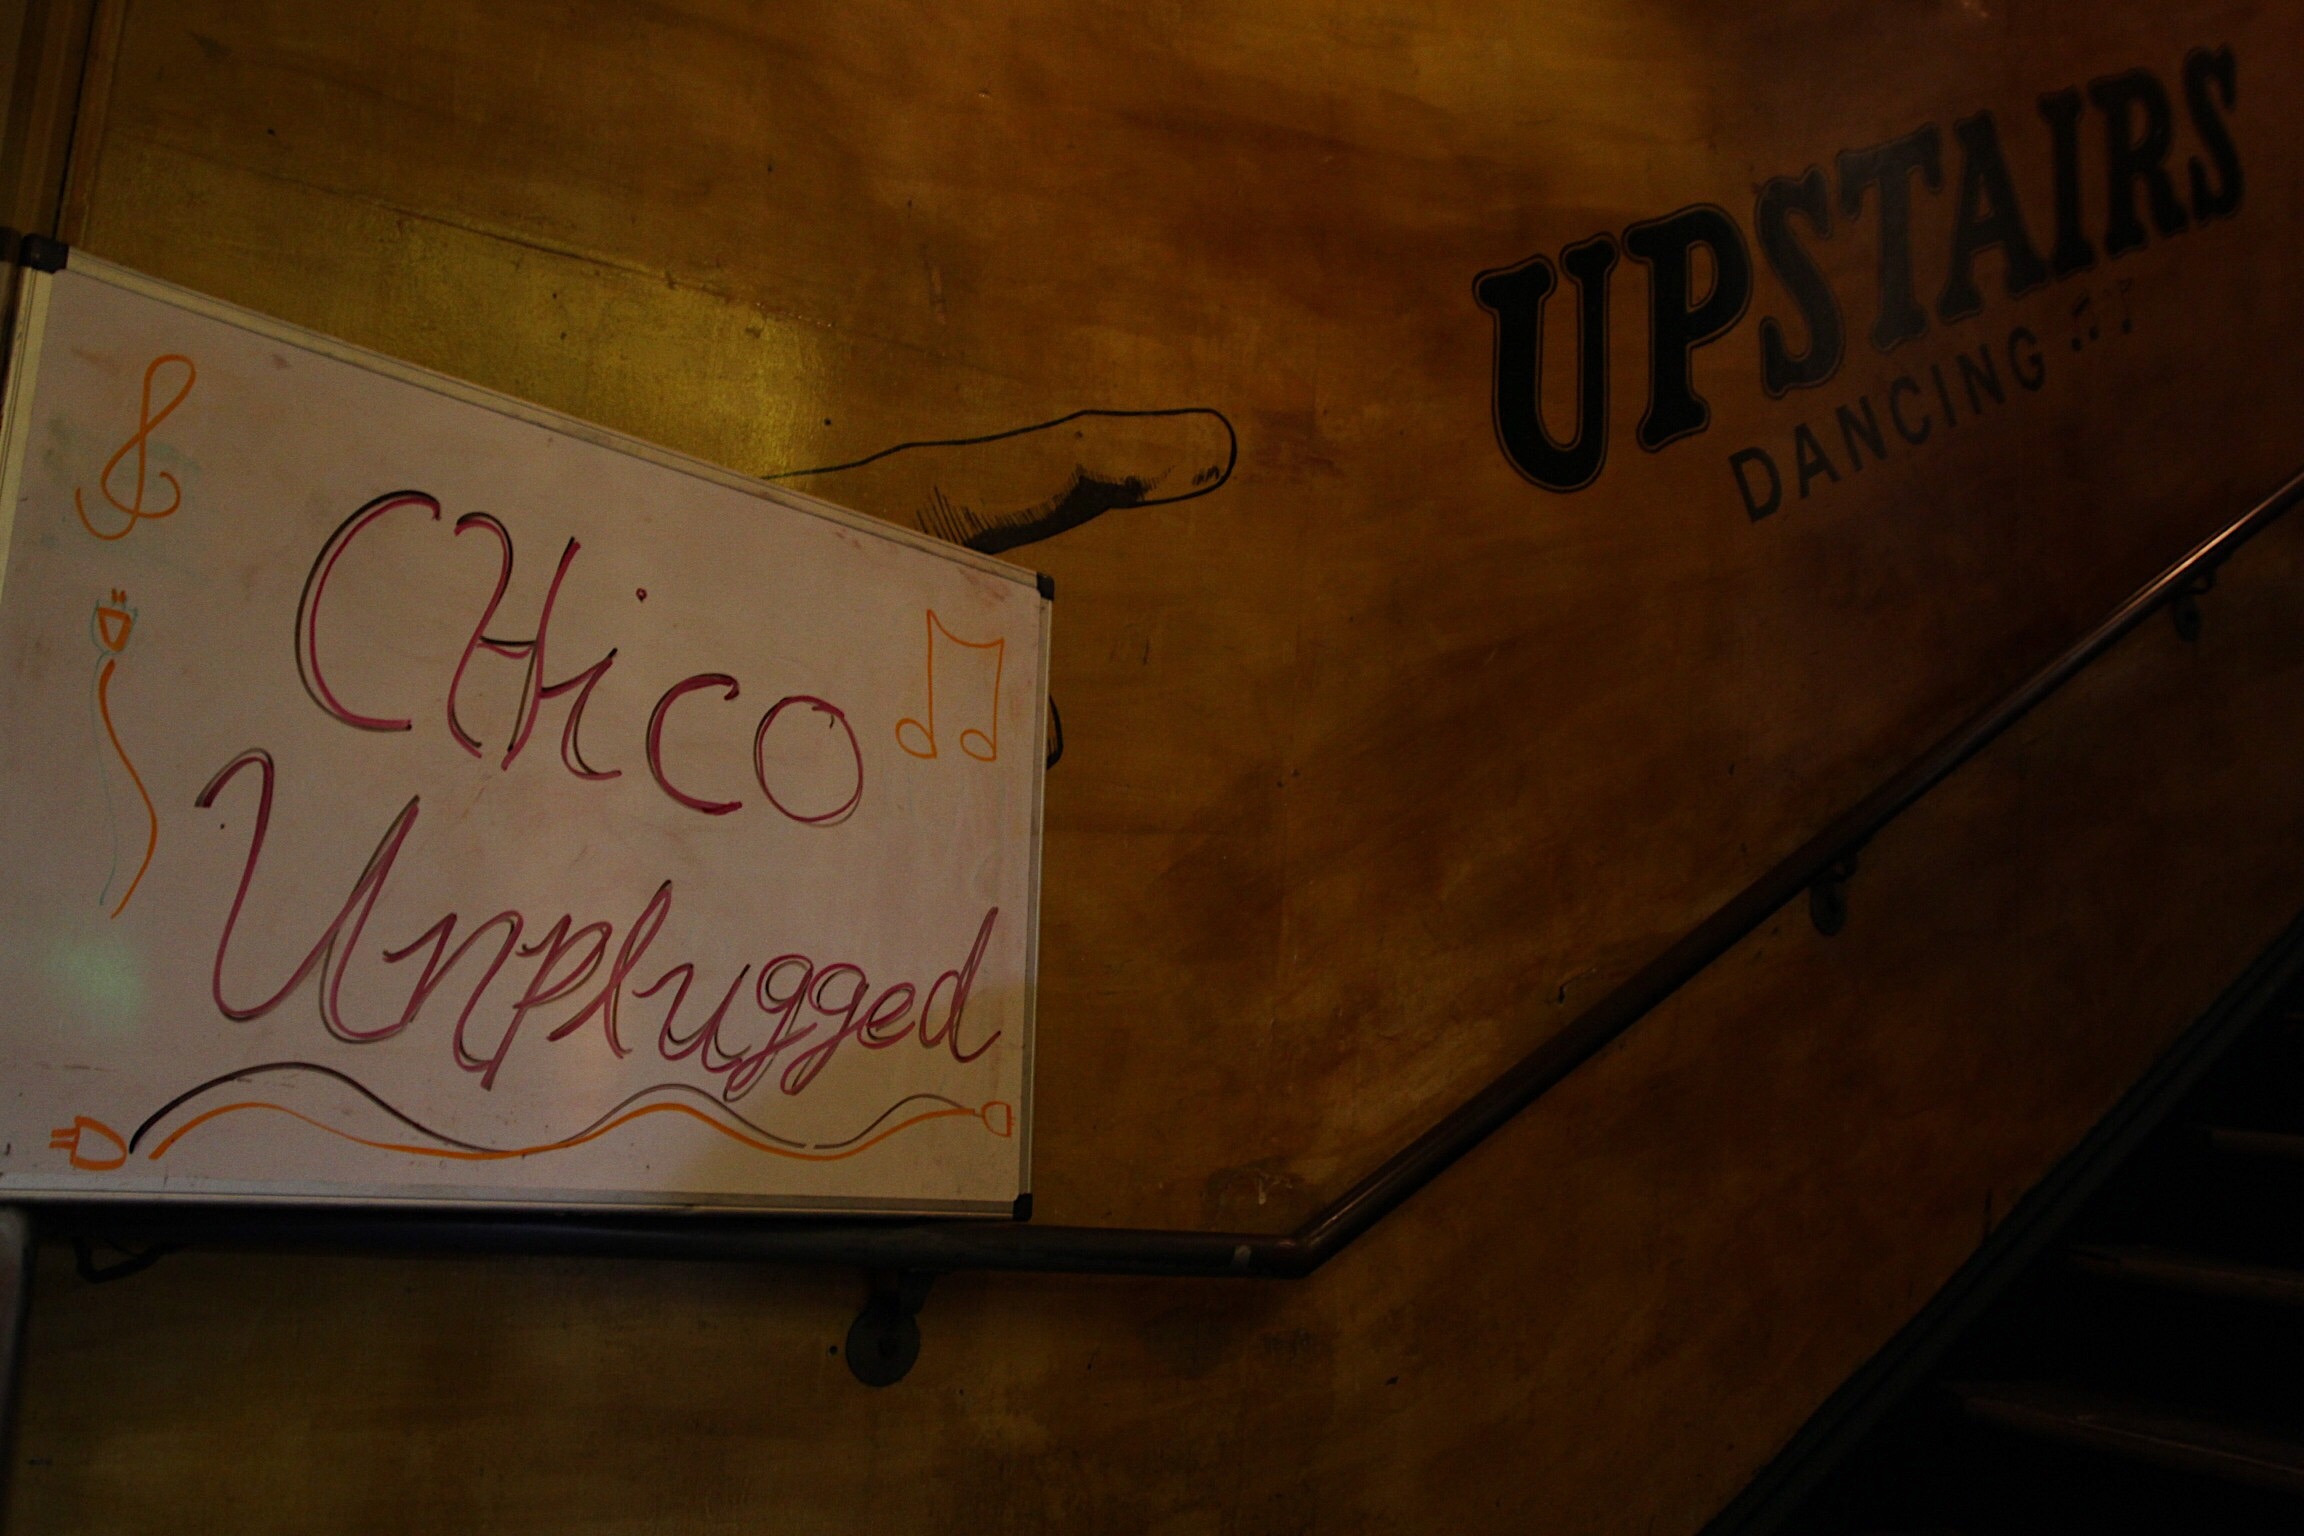 CHico
Unplugged
UPSTAIRS
DANCING